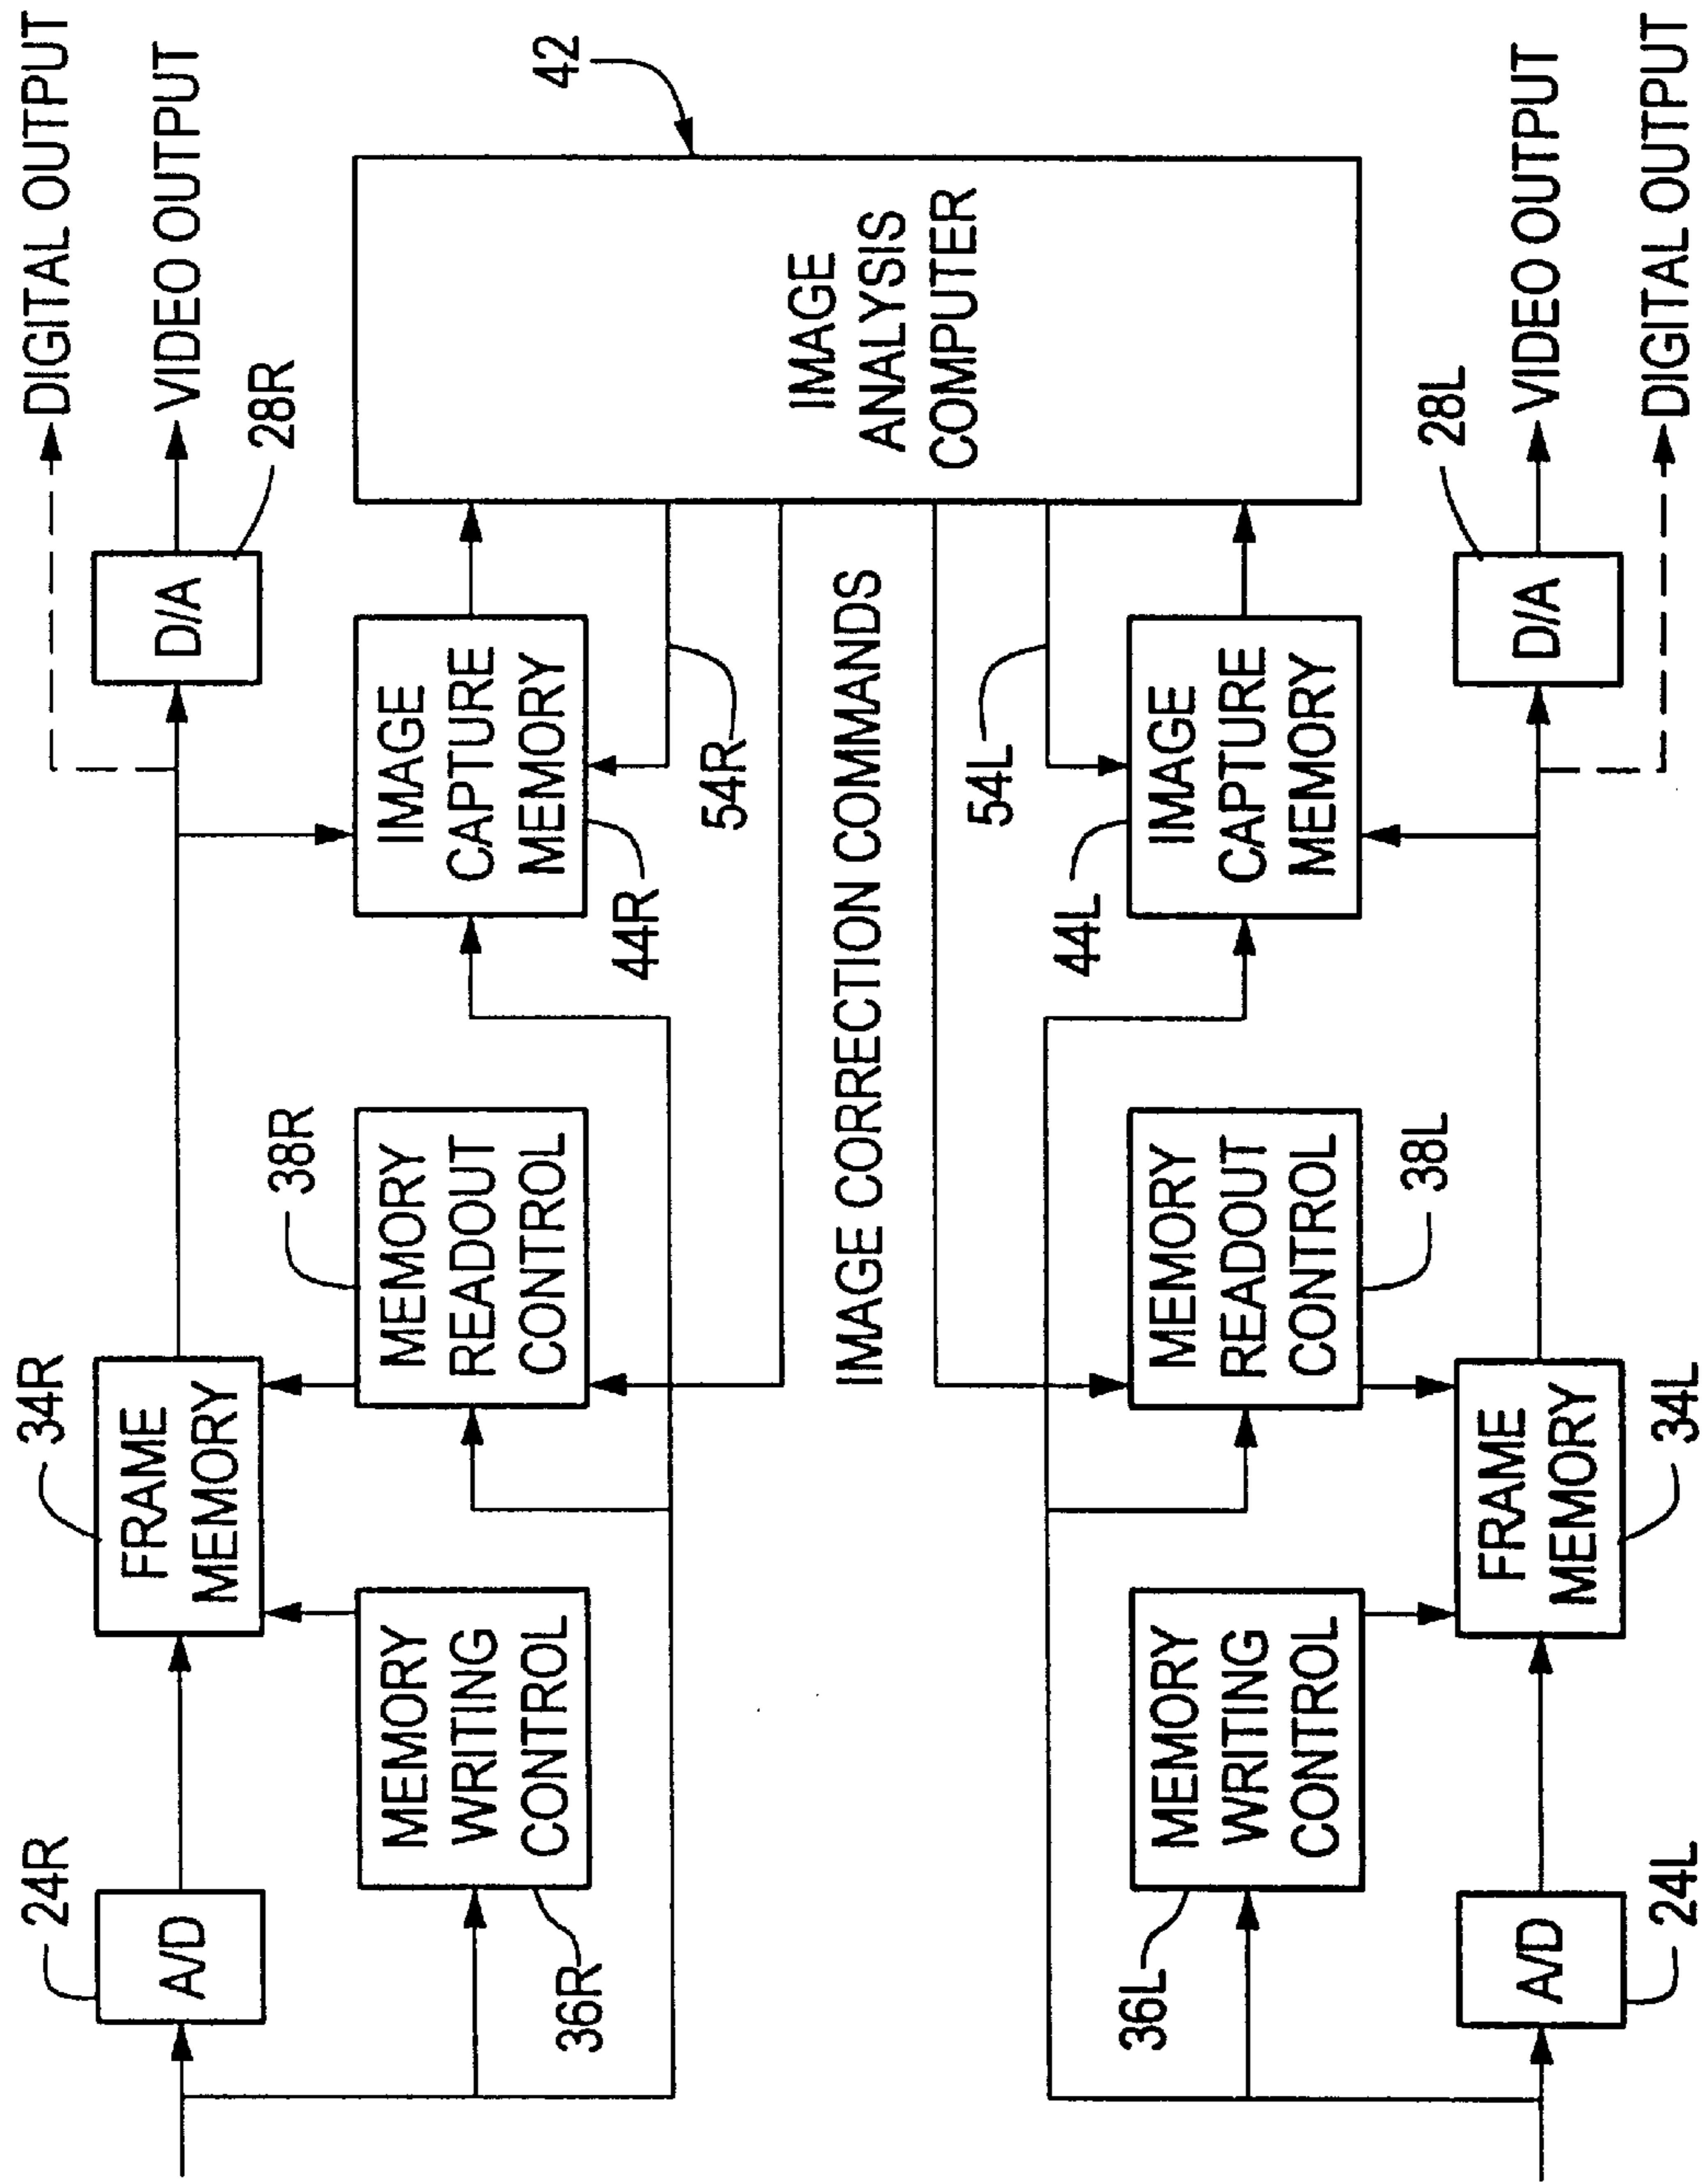 DIGITAL OUTPUT
VIDEO OUTPUT
24R
A/D
34R
FRAME
MEMORY
D/A
28R
42
36R
MEMORY
WRITING
CONTROL
38R
MEMORY
READOUT
CONTROL
44R
IMAGE
CAPTURE
MEMORY
54R
IMAGE
ANALYSIS
COMPUTER
IMAGE CORRECTION COMMANDS
54L
36L
MEMORY
WRITING
CONTROL
MEMORY
READOUT
CONTROL
38L
44L
IMAGE
CAPTURE
MEMORY
28L
A/D
24L
FRAME
MEMORY
34L
D/A
VIDEO OUTPUT
DIGITAL OUTPUT